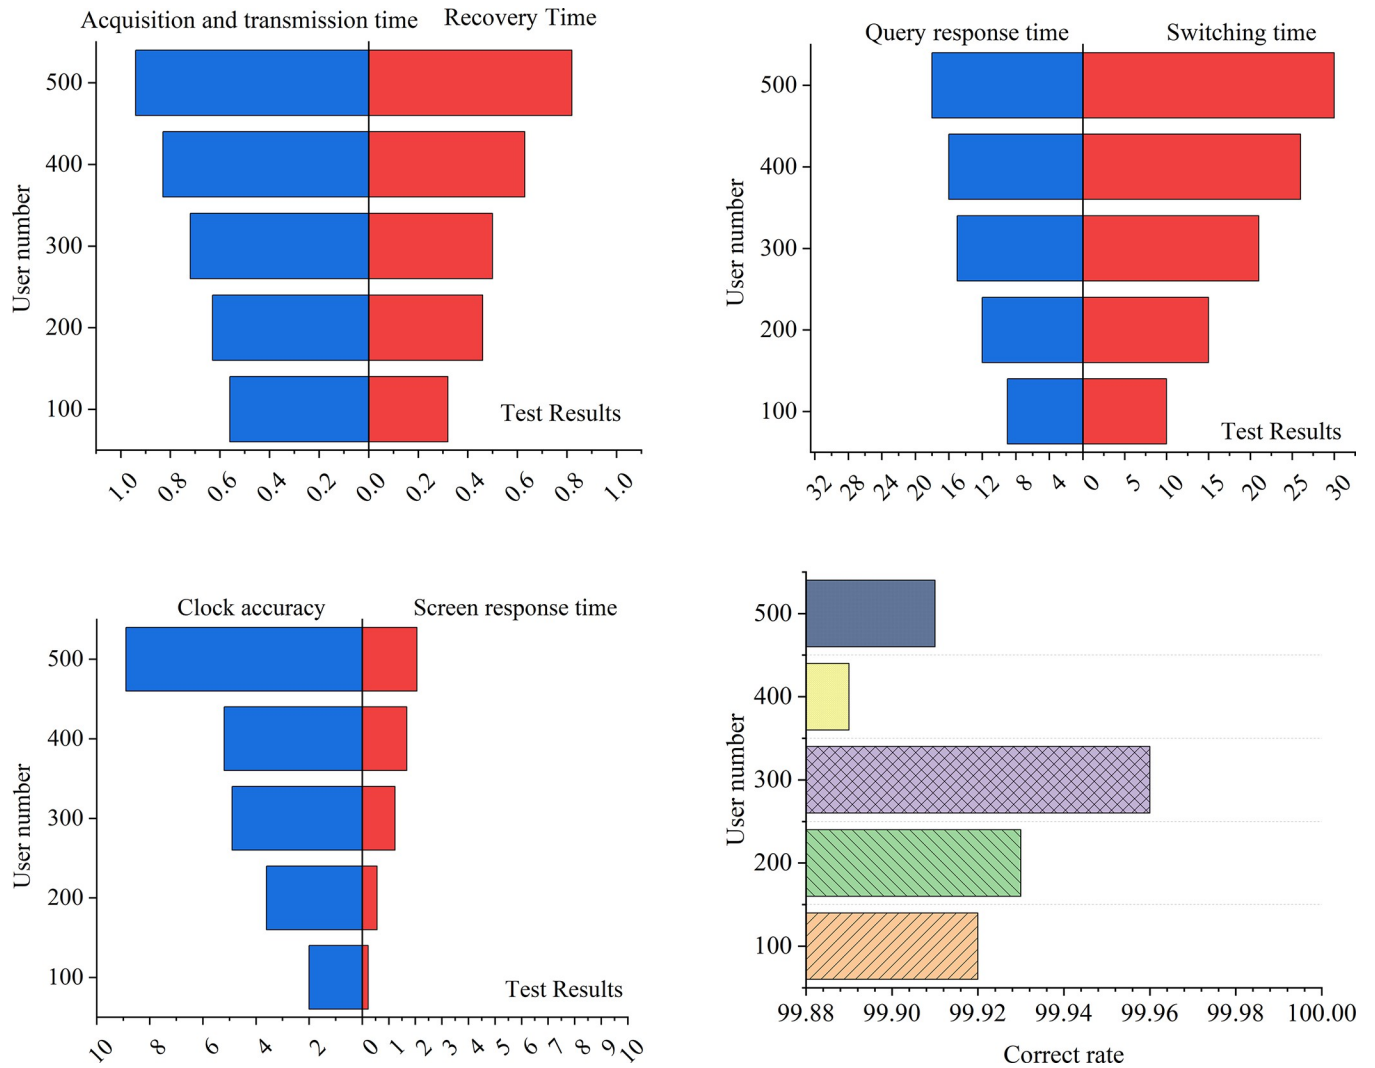 Acquisition and transmission time
Recovery Time
User number
500
400
300
200
100
Test Results
1.0 0.8 0.6 0.4 0.2 0.0 0.2 0.4 0.6 0.8 1.0
Query response time
Switching time
User number
500
400
300
200
100
Test Results
32 28 24 20 16 12 8 4 0 5 10 15 20 25 30
Clock accuracy
Screen response time
User number
500
400
300
200
100
Test Results
10 8 6 4 2 0 1 2 3 4 5 6 7 8 9 10
User number
500
400
300
200
100
99.88 99.90 99.92 99.94 99.96 99.98 100.00
Correct rate